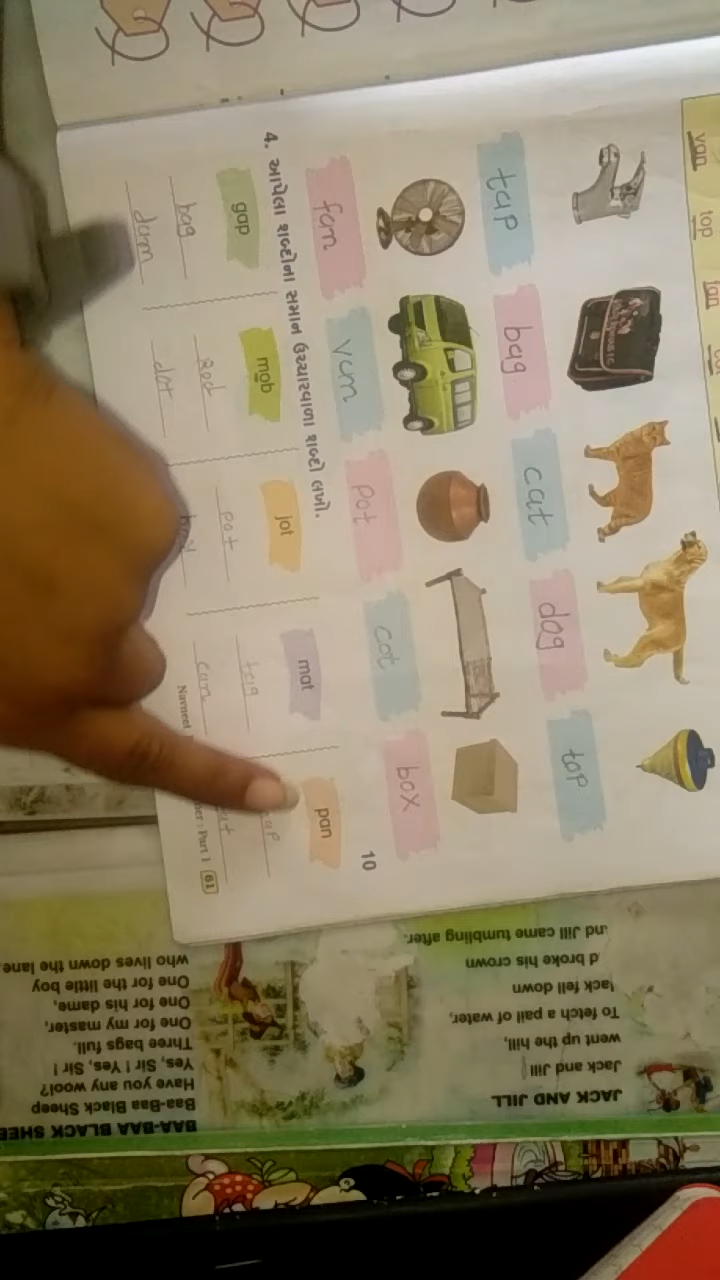 van top
tap bag cat dog top
fan van pot cot box
10
4. આપેલા શબ્દોના સમાન ઉચ્ચારવાળા શબ્દો લખો.
gap mob jot mat pan
bag pot
dam dot
Navneet
: Part 1 61
JACK AND JILL
Jack and Jill
went up the hill,
To fetch a pail of water,
Jack fell down
d broke his crown
nd Jill came tumbling after.
BAA-BAA BLACK SHEE
Baa-Baa Black Sheep
Have you any wool?
Yes, Sir ! Yes, Sir !
Three bags full.
One for my master,
One for his dame,
One for the little boy
who lives down the lane